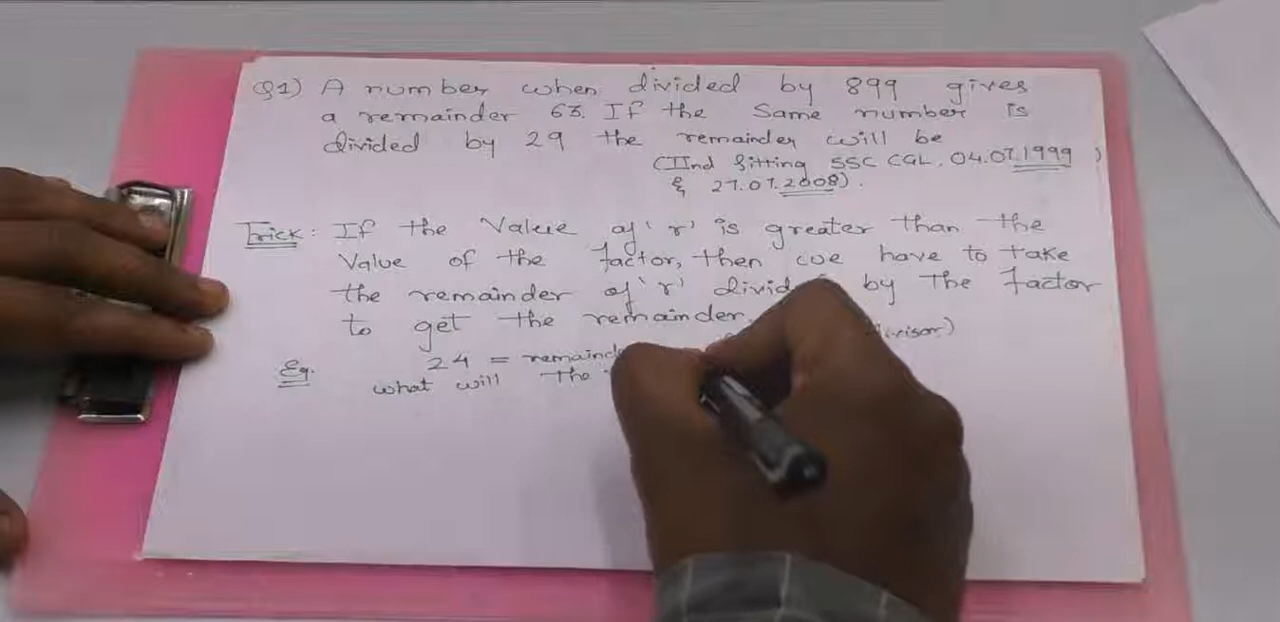 Q1) A number when divided by 899 gives
a remainder 63. If the Same number is
divided by 29 the remainder will be
(IInd Sitting SSC CGL. 04.07.1999
& 27.07.2008).
Trick: If the Value of 'r' is greater than the
Value of the factor, then we have to take
the remainder of 'r' divided by the factor
to get the remainder.
Eg. 24 =
what will the